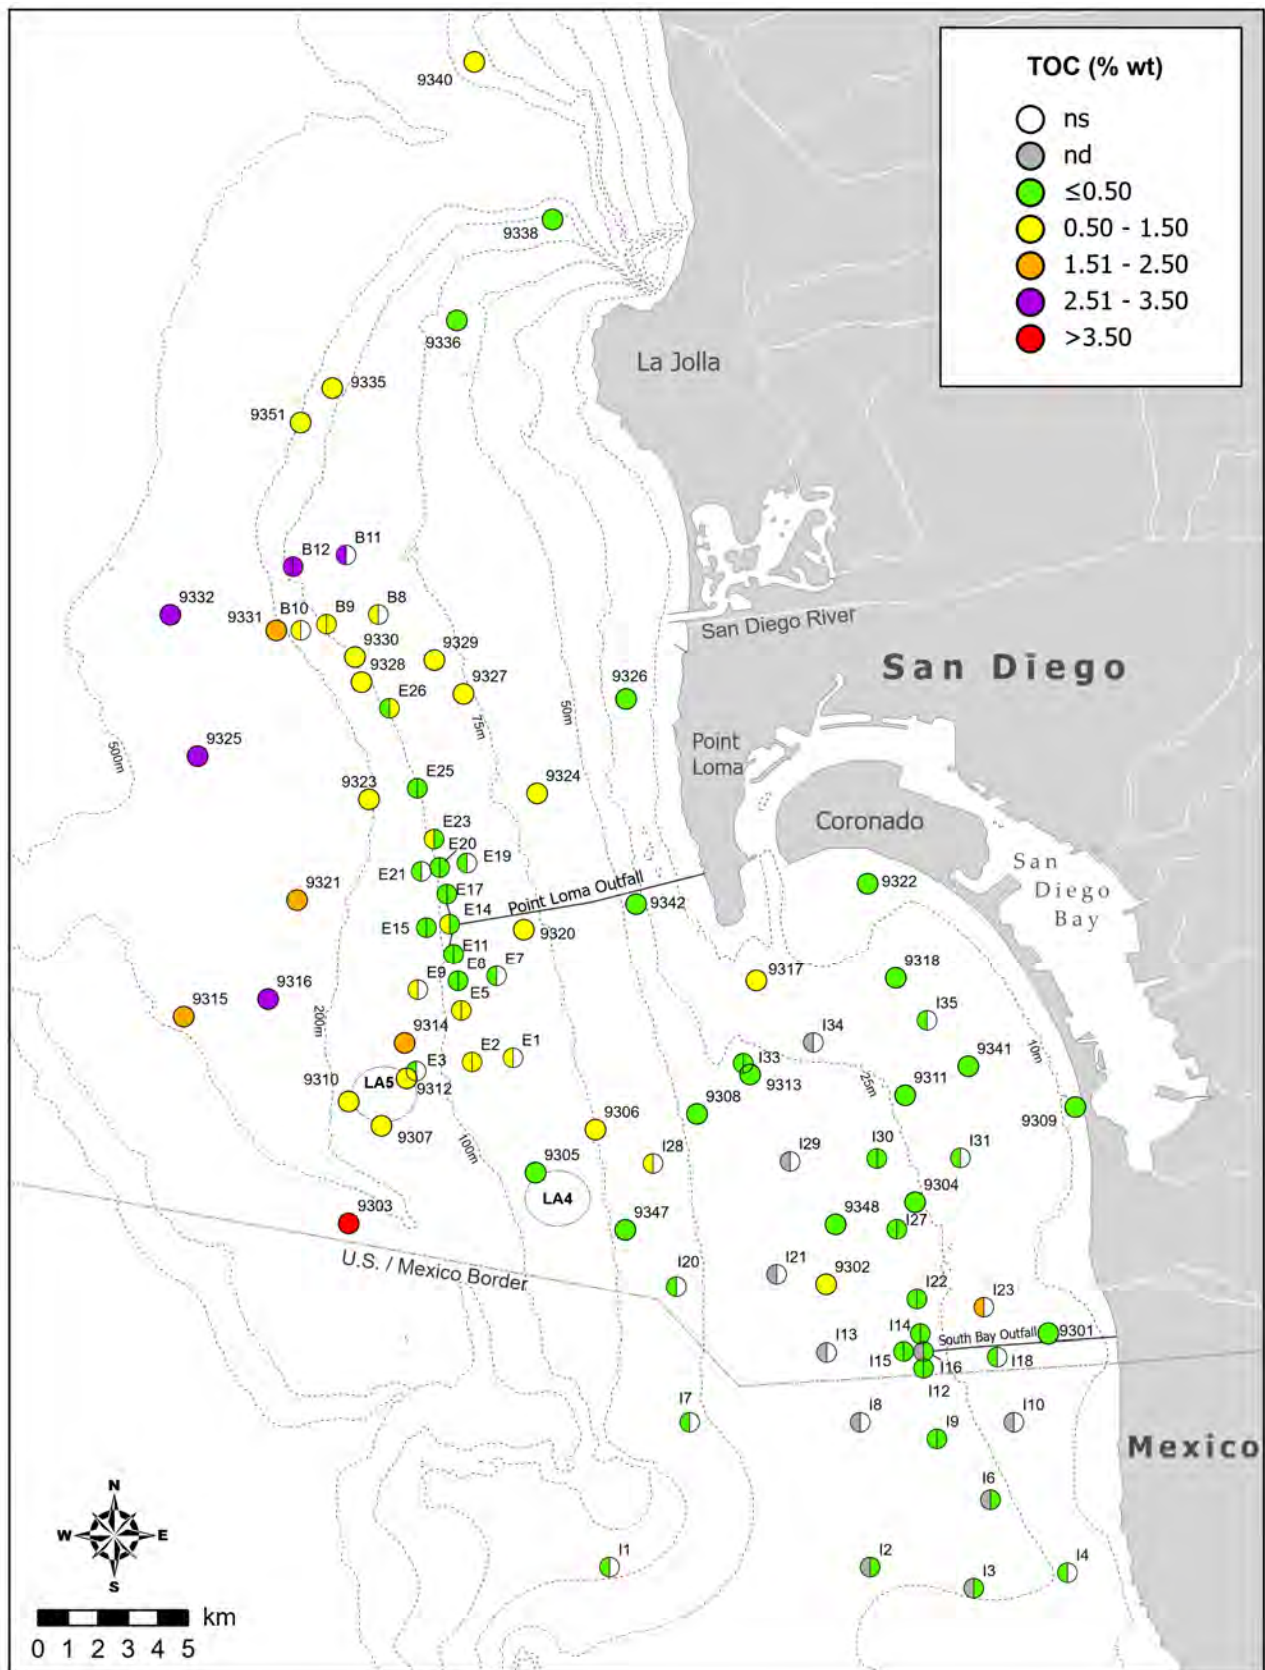 TOC (% wt)
ns
nd
≤0.50
0.50 - 1.50
1.51 - 2.50
2.51 - 3.50
>3.50
9340
9338
9336
La Jolla
9335
9351
B12
B11
9332
9331
B10
B9
B8
San Diego River
9330
9329
9328
9327
San Diego
E26
9326
75m
50m
Point
Loma
500m
9325
9323
E25
9324
Coronado
E23
E20
E19
E21
San
Diego
Bay
9321
E17
Point Loma Outfall
9322
E14
9342
E15
9320
E11
E8
E7
E9
9317
9318
9316
9315
E5
200m
I35
9314
I34
10m
E2
E1
E3
I33
9341
LA5
9312
9313
25m
9310
9311
9308
9309
9307
9306
100m
I28
I29
I30
I31
9305
LA4
9304
9303
9347
9348
I27
U.S. / Mexico Border
I21
9302
I20
I22
I23
I14
South Bay Outfall
9301
I13
I15
I16
I18
I12
I7
I8
I9
I10
Mexico
I6
N
W
E
S
I1
I2
I3
I4
km
0 1 2 3 4 5